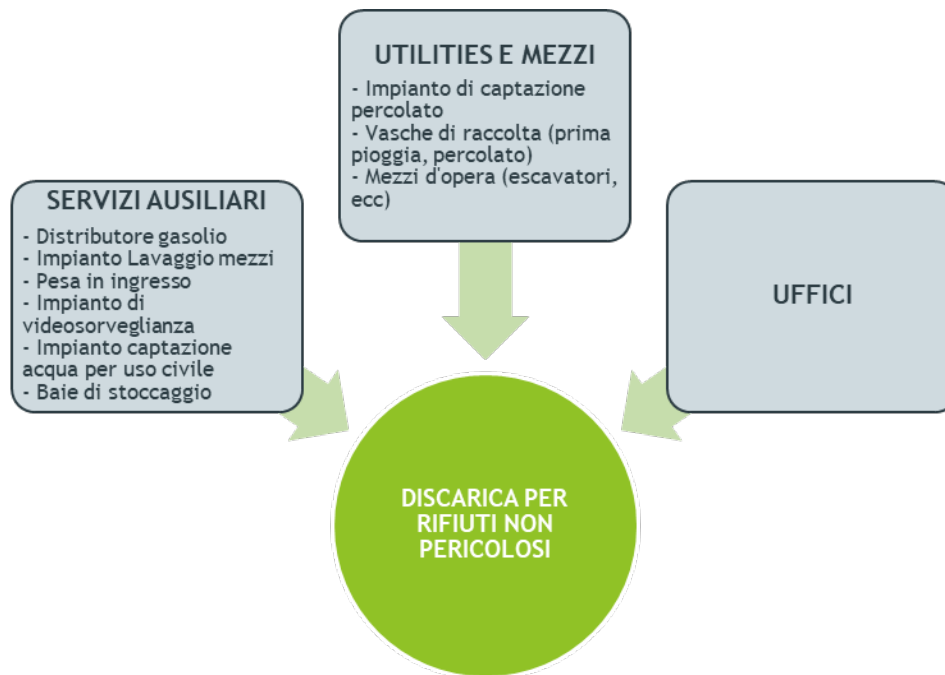 UTILITIES E MEZZI
- Impianto di captazione
percolato
- Vasche di raccolta (prima
pioggia, percolato)
- Mezzi d'opera (escavatori,
ecc)
SERVIZI AUSILIARI
- Distributore gasolio
- Impianto Lavaggio mezzi
- Pesa in ingresso
- Impianto di
videosorveglianza
- Impianto captazione
acqua per uso civile
- Baie di stoccaggio
UFFICI
DISCARICA PER
RIFIUTI NON
PERICOLOSI